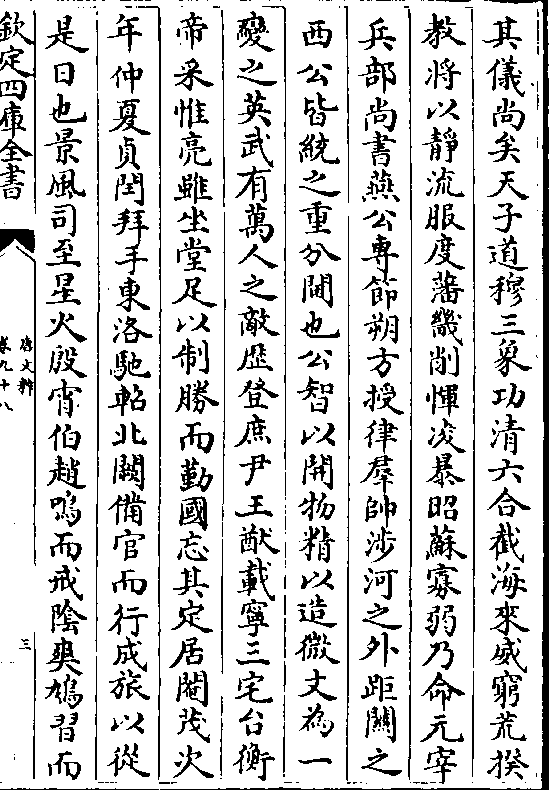 其儀尚矣天子道穆三象功清六合截海來威窮荒揆
教將以靜流服度藩畿削惲浚暴昭蘇寡弱乃命元宰
兵部尚書燕公專節朔方授律羣帥涉河之外距關之
西公皆統之重分閫也公智以開物精以造微文為一
變之英武有萬人之敵歴登庶尹王猷載寧三宅台衡
帝采惟亮雖坐堂足以制勝而勤國忘其定居閹茂次
年仲夏貞閏拜手東洛馳軺北闕備官而行成旅以從
是日也景風司至星火殷宵伯趙鳴而戒陰爽鳩習而
欽定四庫全書
唐文粹
卷九十八
三